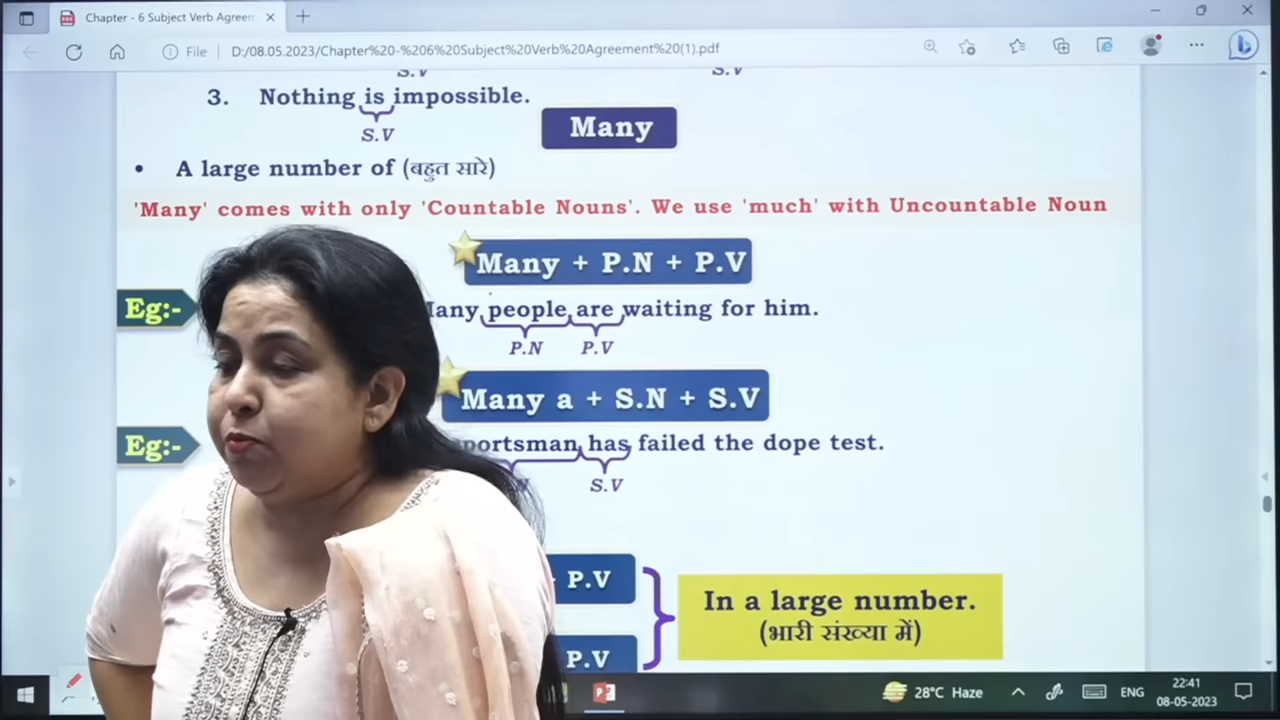 Chapter - 6 Subject Verb Agreem
File
D:/08.05.2023/Chapter%20-%206%20Subject%20Verb%20Agreement%20(1).pdf
S.V S.V
3. Nothing is impossible.
S.V
Many
• A large number of (बहुत सारे)
'Many' comes with only 'Countable Nouns'. We use 'much' with Uncountable Noun
Many + P.N + P.V
Eg:- Many people are waiting for him.
P.N P.V
Many a + S.N + S.V
Eg:- sportsman has failed the dope test.
S.V
P.V
In a large number.
(भारी संख्या में)
P.V
28°C Haze
ENG
22:41
08-05-2023